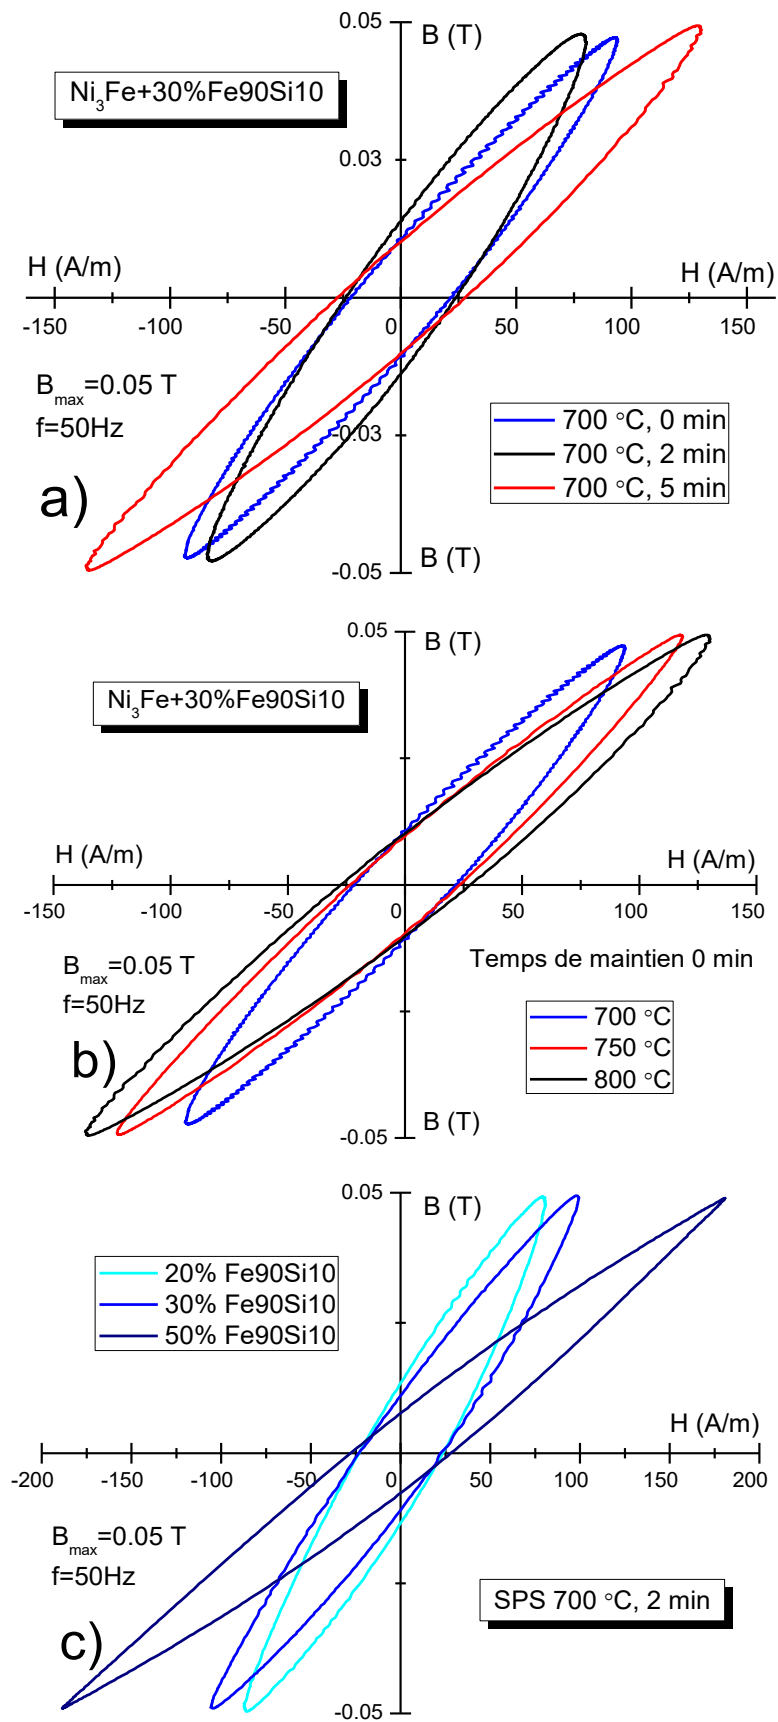 0.05
B (T)
Ni₃Fe+30%Fe90Si10
0.03
H (A/m)
H (A/m)
-150 -100 -50 0 50 100 150
Bmax=0.05 T
f=50Hz
-0.03
700 °C, 0 min
700 °C, 2 min
700 °C, 5 min
a)
-0.05
B (T)
0.05
B (T)
Ni₃Fe+30%Fe90Si10
H (A/m)
H (A/m)
-150 -100 -50 0 50 100 150
Bmax=0.05 T
f=50Hz
Temps de maintien 0 min
700 °C
750 °C
800 °C
b)
B (T)
-0.05
0.05
B (T)
20% Fe90Si10
30% Fe90Si10
50% Fe90Si10
H (A/m)
-200 -150 -100 -50 0 50 100 150 200
Bmax=0.05 T
f=50Hz
SPS 700 °C, 2 min
c)
-0.05